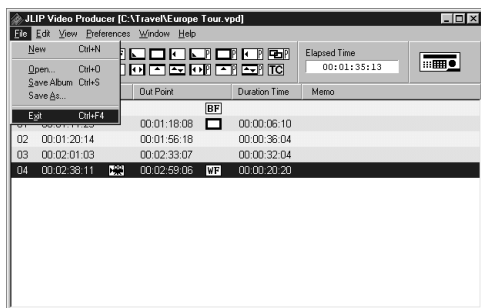 JLIP Video Producer [C:\Travel\Europe Tour.vpd]
File Edit View Preferences Window Help
New Ctrl+N
Open... Ctrl+O
Save Album Ctrl+S
Save As...
Exit Ctrl+F4
P P P
P P TC
Elapsed Time
00:01:35:13
Out Point Duration Time Memo
BF
00:01:18:08 00:00:06:10
02 00:01:20:14 00:01:56:18 00:00:36:04
03 00:02:01:03 00:02:33:07 00:00:32:04
04 00:02:38:11 00:02:59:06 WF 00:00:20:20